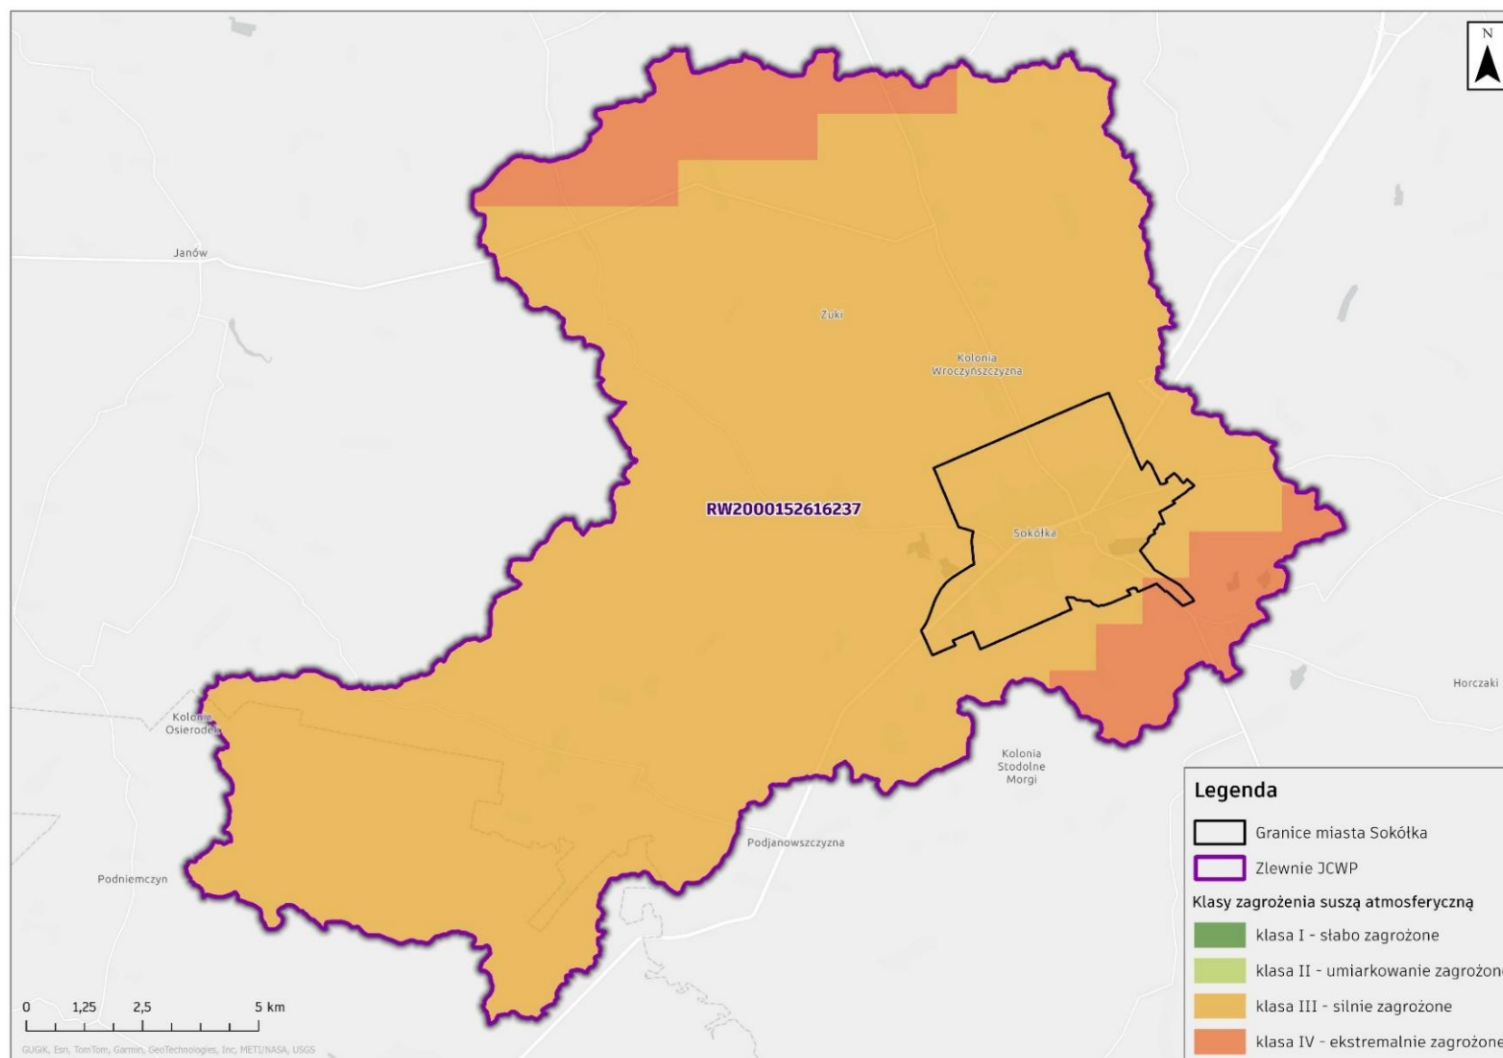 N
Janów
Żuki
Kolonia
Wroczyńszczyzna
RW2000152616237
Sokółka
Kolonia
Osierodek
Horczaki
Kolonia
Stodolne
Morgi
Podjanowszczyzna
Podniemczyn
Legenda
Granice miasta Sokółka
Zlewnie JCWP
Klasy zagrożenia suszą atmosferyczną
klasa I - słabo zagrożone
klasa II - umiarkowanie zagrożone
klasa III - silnie zagrożone
klasa IV - ekstremalnie zagrożone
0 1,25 2,5 5 km
GUGiK, Esri, TomTom, Garmin, GeoTechnologies, Inc, METI/NASA, USGS